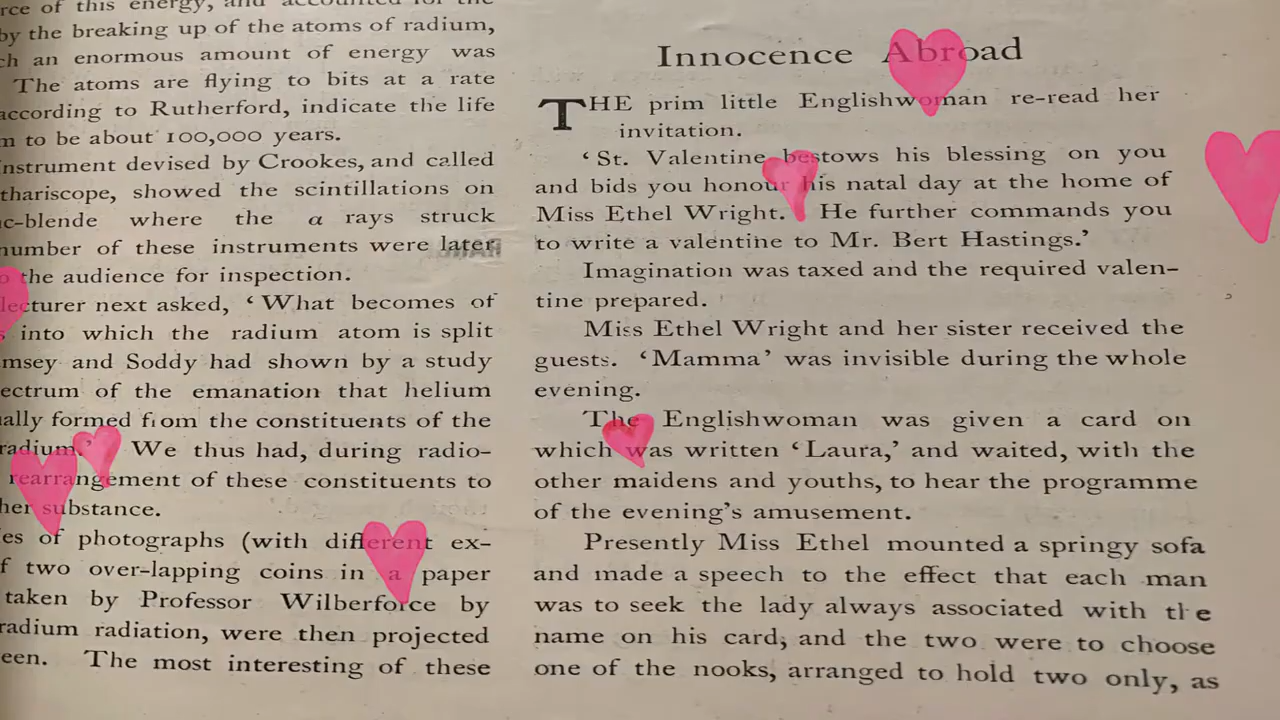 rce of this energy, and accounted for the
by the breaking up of the atoms of radium,
ch an enormous amount of energy was
The atoms are flying to bits at a rate
according to Rutherford, indicate the life
m to be about 100,000 years.
instrument devised by Crookes, and called
thariscope, showed the scintillations on
c-blende where the α rays struck
number of these instruments were later
o the audience for inspection.
lecturer next asked, ‘What becomes of
s into which the radium atom is split
msey and Soddy had shown by a study
ectrum of the emanation that helium
ally formed from the constituents of the
radium.’ We thus had, during radio-
rearrangement of these constituents to
her substance.
es of photographs (with different ex-
f two over-lapping coins in a paper
taken by Professor Wilberforce by
radium radiation, were then projected
een. The most interesting of these
Innocence Abroad
THE prim little Englishwoman re-read her
invitation.
‘St. Valentine bestows his blessing on you
and bids you honour his natal day at the home of
Miss Ethel Wright. He further commands you
to write a valentine to Mr. Bert Hastings.’
Imagination was taxed and the required valen-
tine prepared.
Miss Ethel Wright and her sister received the
guests. ‘Mamma’ was invisible during the whole
evening.
The Englishwoman was given a card on
which was written ‘Laura,’ and waited, with the
other maidens and youths, to hear the programme
of the evening’s amusement.
Presently Miss Ethel mounted a springy sofa
and made a speech to the effect that each man
was to seek the lady always associated with the
name on his card, and the two were to choose
one of the nooks, arranged to hold two only, as